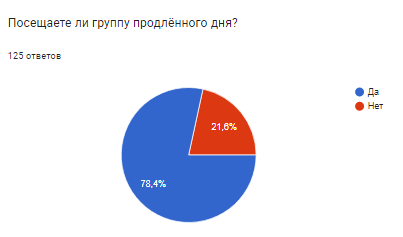 Посещаете ли группу продлённого дня?
125 ответов
Да
Нет
21,6%
78,4%